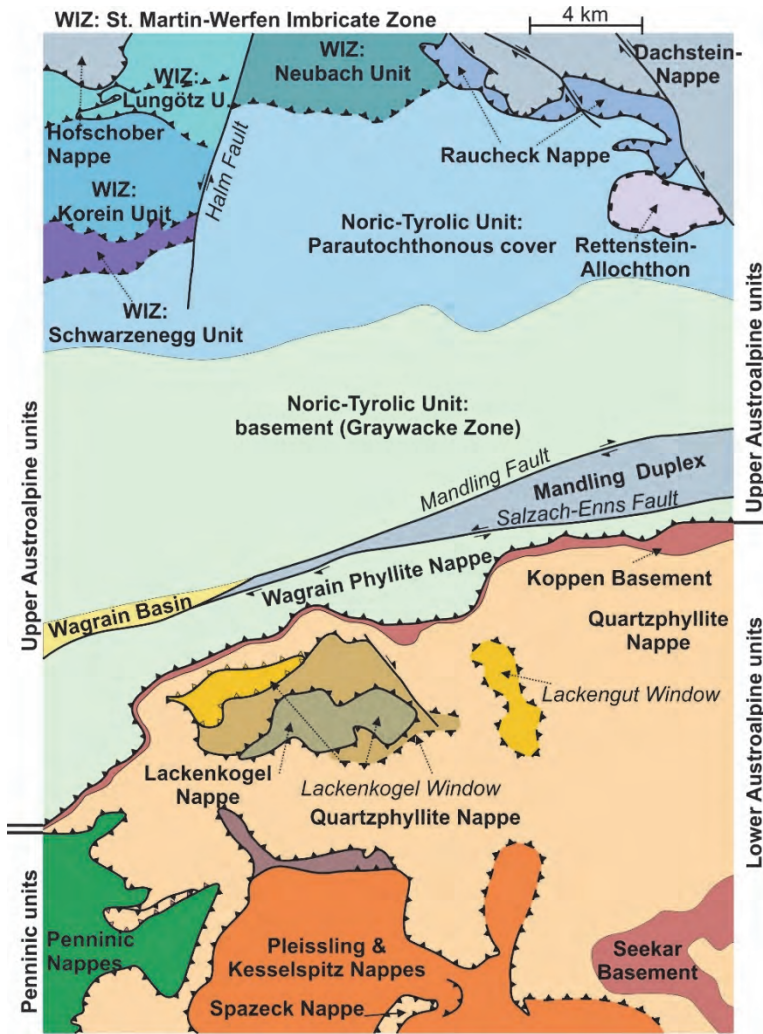 WIZ: St. Martin-Werfen Imbricate Zone
4 km
WIZ:
Lungötz U.
WIZ:
Neubach Unit
Dachstein-
Nappe
Hofschober
Nappe
Raucheck Nappe
WIZ:
Korein Unit
Halm Fault
Noric-Tyrolic Unit:
Parautochthonous cover
Rettenstein-
Allochthon
WIZ:
Schwarzenegg Unit
Upper Austroalpine units
Upper Austroalpine units
Noric-Tyrolic Unit:
basement (Graywacke Zone)
Mandling Fault
Mandling Duplex
Salzach-Enns Fault
Wagrain Phyllite Nappe
Koppen Basement
Wagrain Basin
Quartzphyllite
Nappe
Lackengut Window
Lackenkogel
Nappe
Lackenkogel Window
Quartzphyllite Nappe
Lower Austroalpine units
Penninic units
Penninic
Nappes
Pleissling &
Kesselspitz Nappes
Seekar
Basement
Spazeck Nappe